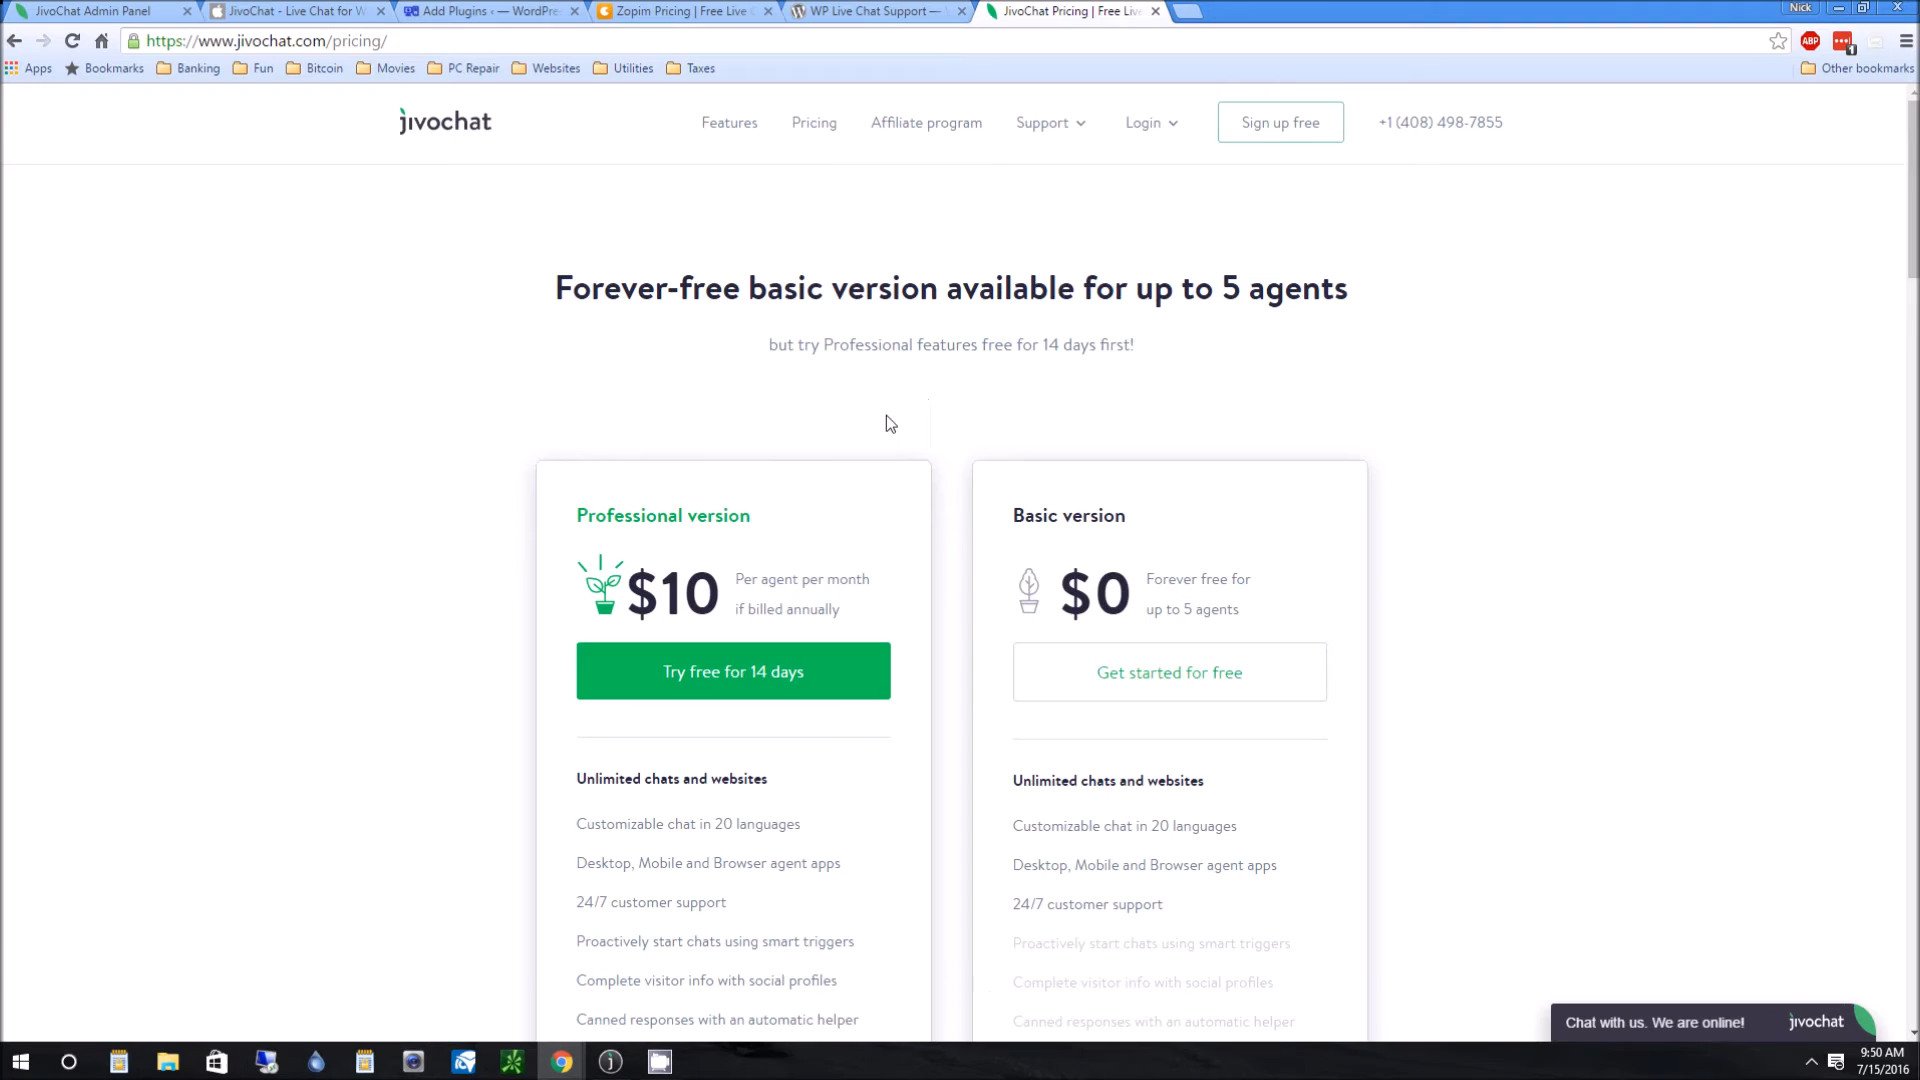 JivoChat Admin Panel
JivoChat - Live Chat for W
Add Plugins ‹ — WordPre
Zopim Pricing | Free Live
WP Live Chat Support —
JivoChat Pricing | Free Live
Nick
https://www.jivochat.com/pricing/
ABP
1
Apps
Bookmarks
Banking
Fun
Bitcoin
Movies
PC Repair
Websites
Utilities
Taxes
Other bookmarks
jivochat
Features
Pricing
Affiliate program
Support
Login
Sign up free
+1 (408) 498-7855
Forever-free basic version available for up to 5 agents
but try Professional features free for 14 days first!
Professional version
$10
Per agent per month
if billed annually
Try free for 14 days
Unlimited chats and websites
Customizable chat in 20 languages
Desktop, Mobile and Browser agent apps
24/7 customer support
Proactively start chats using smart triggers
Complete visitor info with social profiles
Canned responses with an automatic helper
Basic version
$0
Forever free for
up to 5 agents
Get started for free
Unlimited chats and websites
Customizable chat in 20 languages
Desktop, Mobile and Browser agent apps
24/7 customer support
Proactively start chats using smart triggers
Complete visitor info with social profiles
Canned responses with an automatic helper
Chat with us. We are online!
jivochat
9:50 AM
7/15/2016